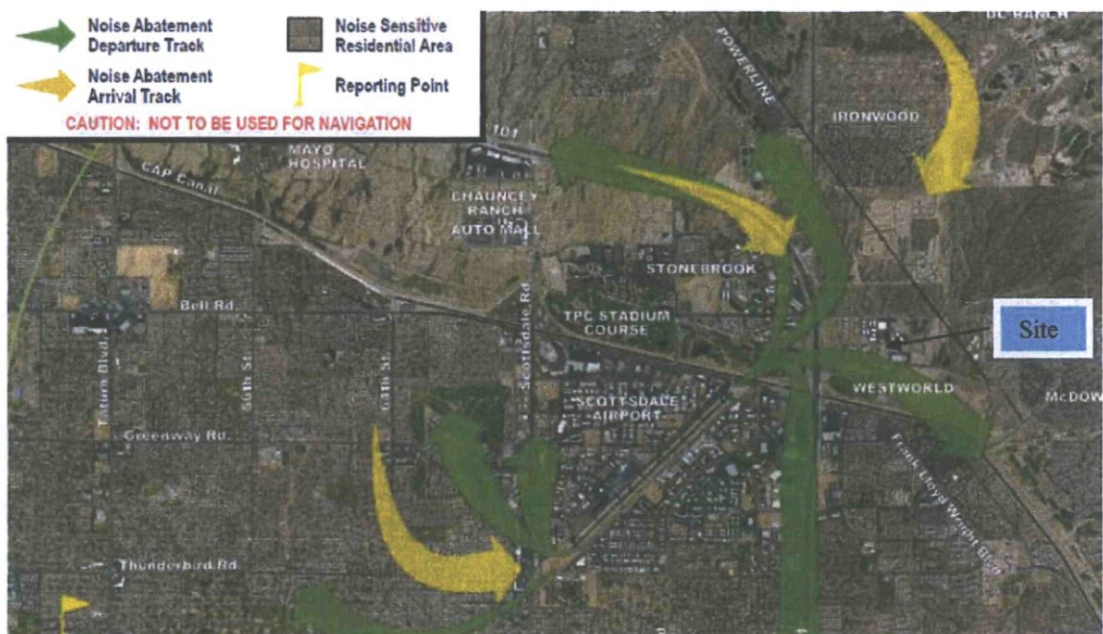 Noise Abatement
Departure Track
Noise Sensitive
Residential Area
Noise Abatement
Arrival Track
Reporting Point
CAUTION: NOT TO BE USED FOR NAVIGATION
DC RANCH
POWERLINE
IRONWOOD
101
MAYO
HOSPITAL
CAP Canal
CHAUNCEY
RANCH
AUTO MALL
STONEBROOK
Bell Rd.
Scottsdale Rd.
TPC STADIUM
COURSE
Site
Tatum Blvd.
56th St.
64th St.
SCOTTSDALE
AIRPORT
WESTWORLD
McDOW
Greenway Rd.
Frank Lloyd Wright Blvd.
Thunderbird Rd.